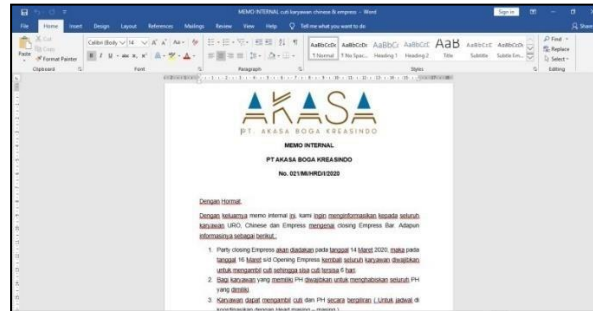 MEMO INTERNAL cuti karyawan chinese & empress - Word
Sign in
File Home Insert Design Layout References Mailings Review View Help Tell me what you want to do
Share
Cut
Copy
Format Painter
Paste
Clipboard
Calibri (Body) 14
Font
Paragraph
AaBbCcDc AaBbCcDc AaBbCc AaBbCcC AaB AaBbCcC AaBbCcDc
1 Normal 1 No Spac... Heading 1 Heading 2 Title Subtitle Subtle Em...
Styles
Find
Replace
Select
Editing
AKASA
PT. AKASA BOGA KREASINDO
MEMO INTERNAL
PT AKASA BOGA KREASINDO
No. 021/MI/HRD/I/2020
Dengan Hormat,
Dengan keluarnya memo internal ini, kami ingin menginformasikan kepada seluruh
karyawan URO, Chinese dan Empress mengenai closing Empress Bar. Adapun
informasinya sebagai berikut :
1. Party closing Empress akan diadakan pada tanggal 14 Maret 2020, maka pada
tanggal 16 Maret s/d Opening Empress kembali seluruh karyawan diwajibkan
untuk mengambil cuti sehingga sisa cuti tersisa 6 hari.
2. Bagi karyawan yang memiliki PH diwajibkan untuk menghabiskan seluruh PH
yang dimiliki.
3. Karyawan dapat mengambil cuti dan PH secara bergiliran ( Untuk jadwal di
koordinasikan dengan Head masing – masing )